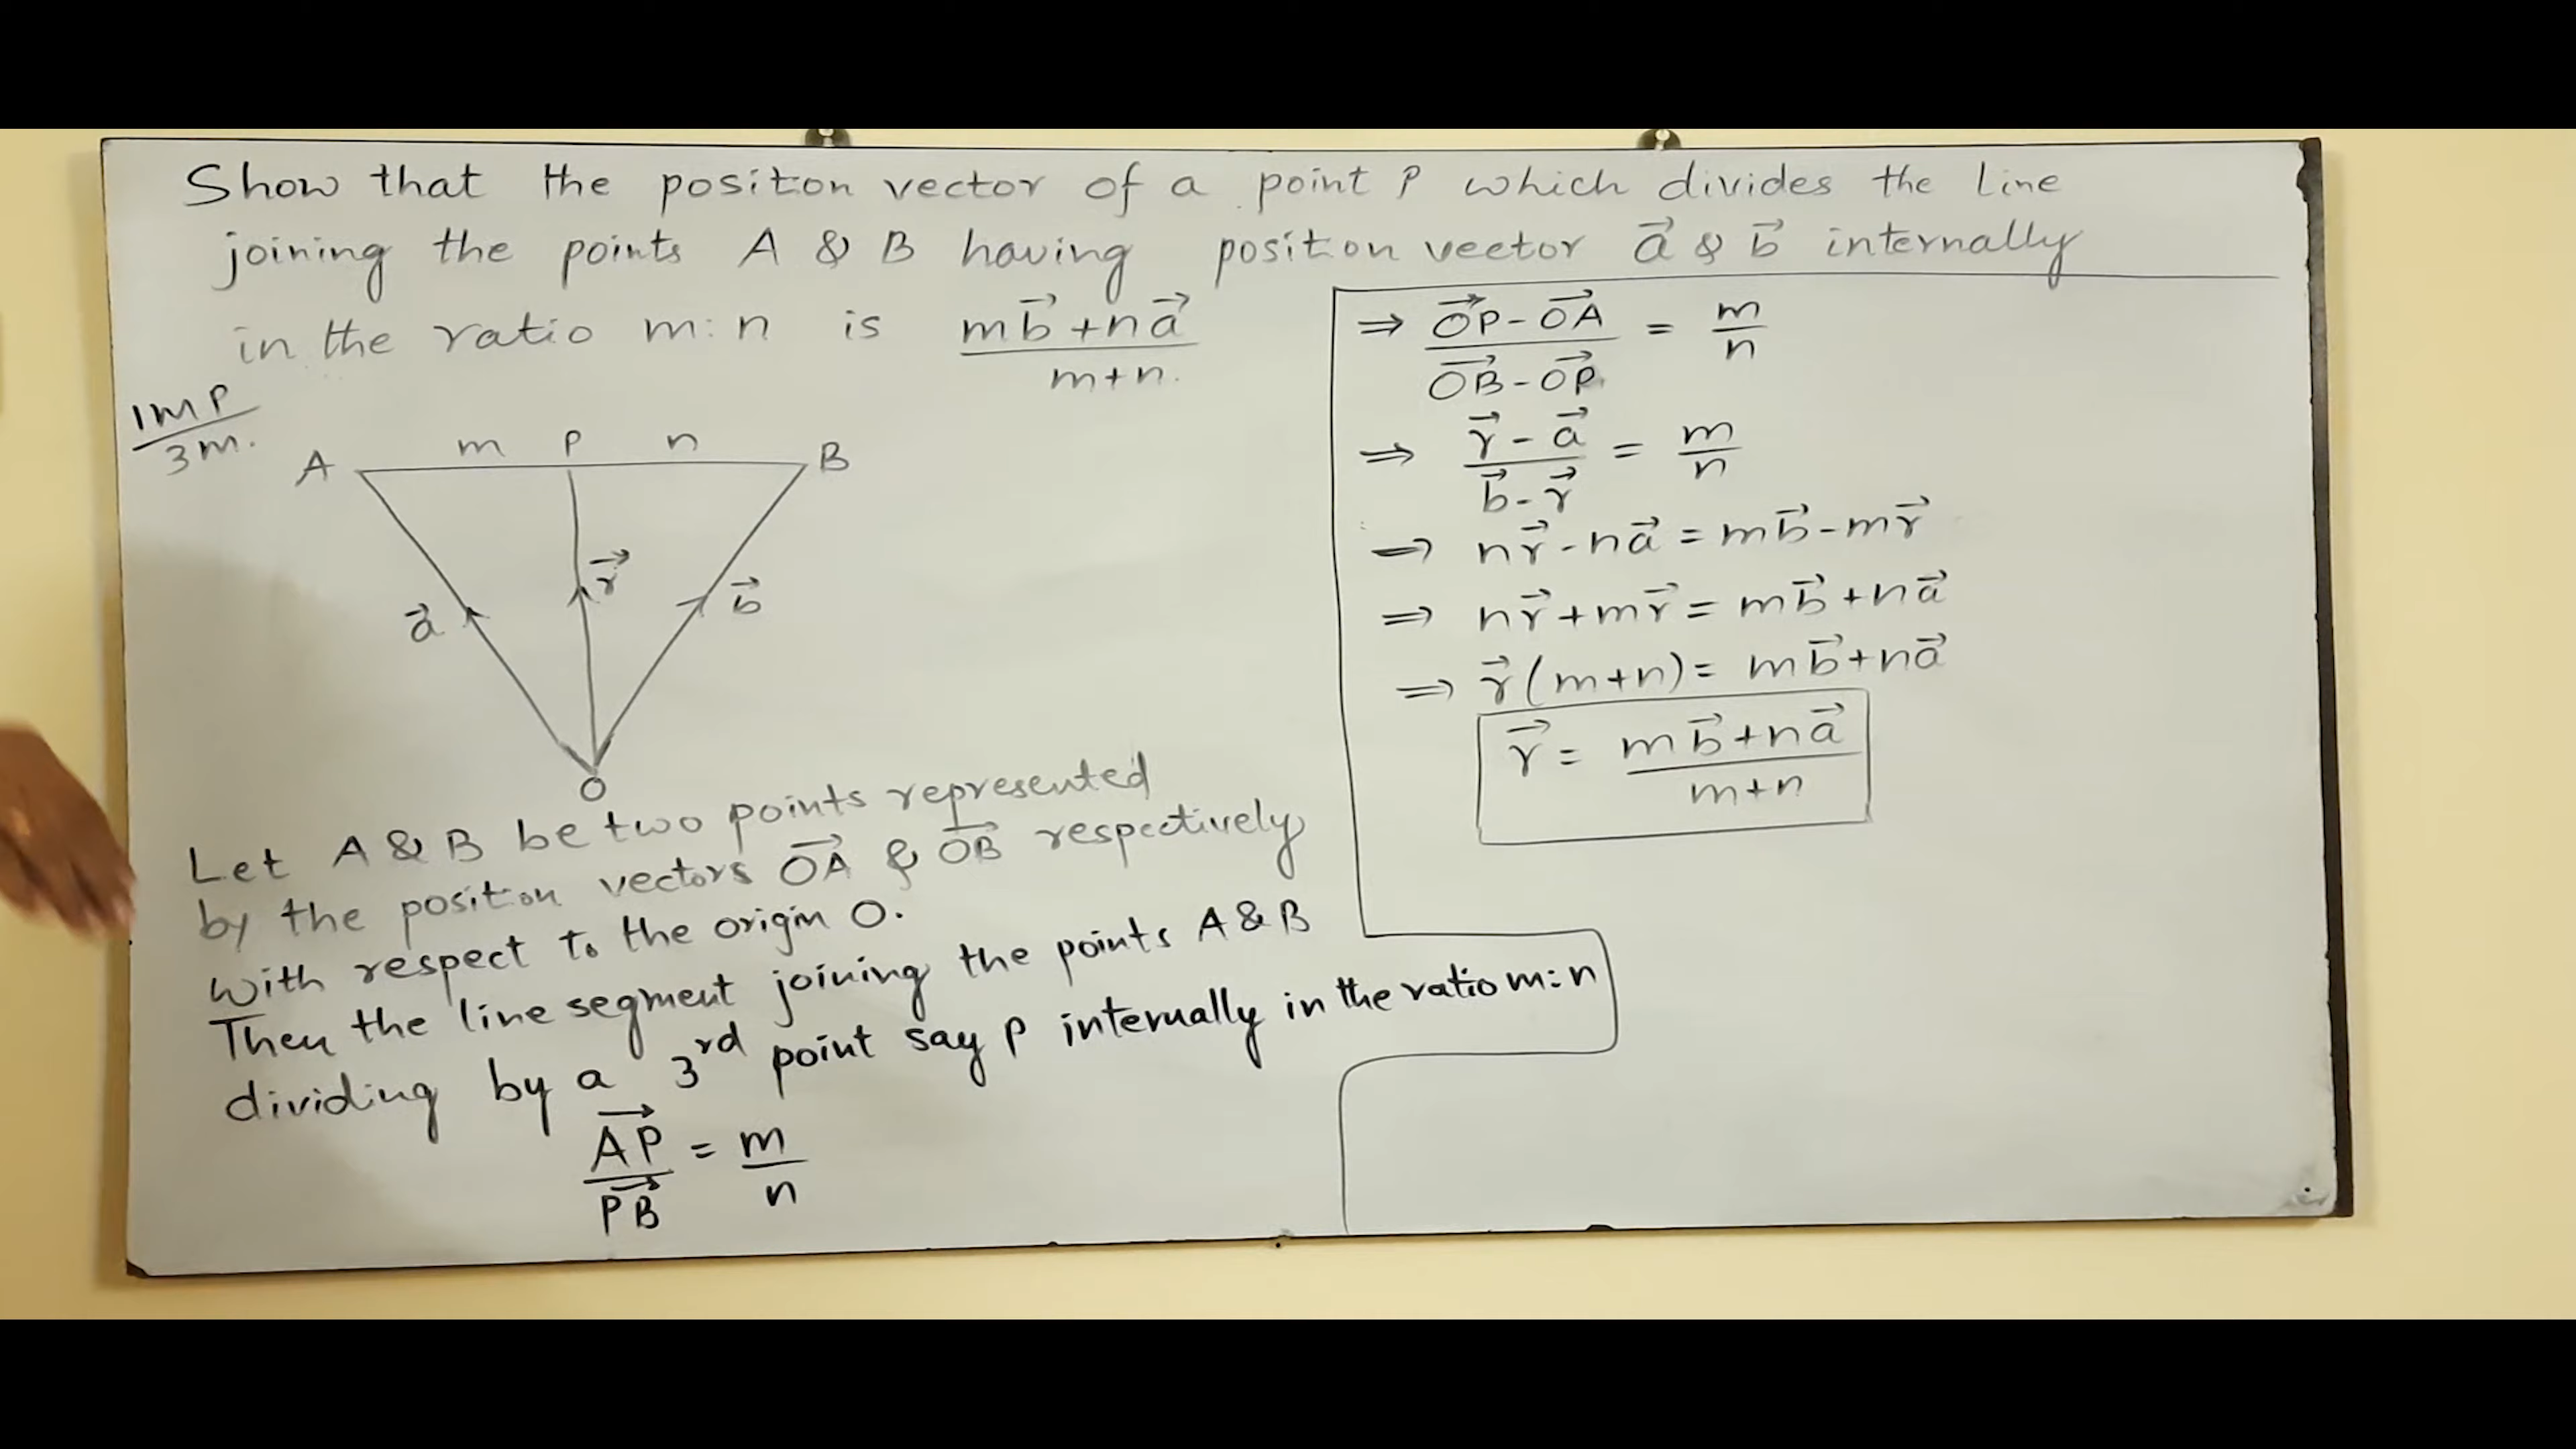 Show that the position vector of a point P which divides the line
joining the points A & B having position vector a⃗ & b⃗ internally
in the ratio m:n is (mb⃗+na⃗)/(m+n).
IMP
3m.
A m P n B
a⃗ r⃗ b⃗
O
Let A & B be two points represented
by the position vectors OA⃗ & OB⃗ respectively
with respect to the origin O.
Then the line segment joining the points A & B
dividing by a 3rd point say P internally in the ratio m:n
AP⃗/PB⃗ = m/n
⇒ (OP⃗-OA⃗)/(OB⃗-OP⃗) = m/n
⇒ (r⃗-a⃗)/(b⃗-r⃗) = m/n
⇒ nr⃗-na⃗ = mb⃗-mr⃗
⇒ nr⃗+mr⃗ = mb⃗+na⃗
⇒ r⃗(m+n) = mb⃗+na⃗
r⃗ = (mb⃗+na⃗)/(m+n)